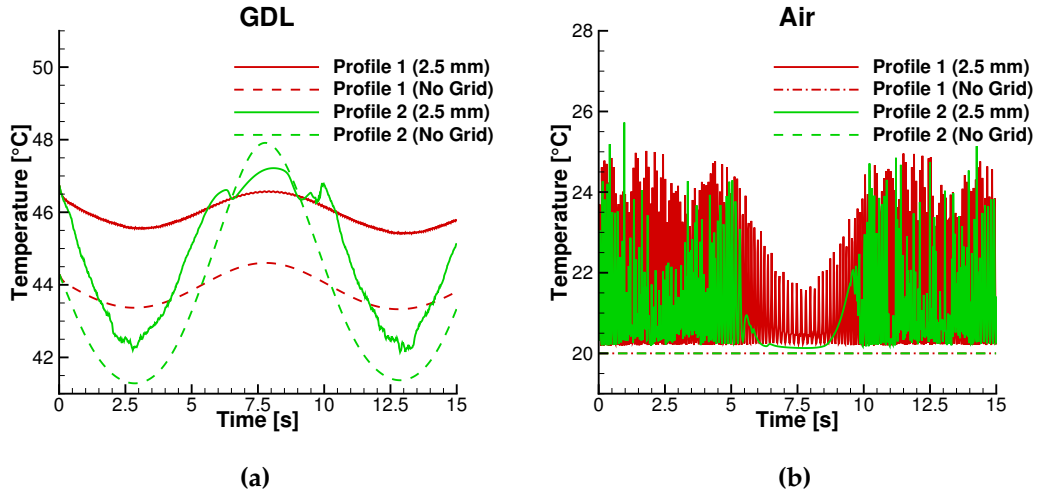 GDL
Temperature [°C]
50
48
46
44
42
0
2.5
5
7.5
10
12.5
15
Time [s]
Profile 1 (2.5 mm)
Profile 1 (No Grid)
Profile 2 (2.5 mm)
Profile 2 (No Grid)
(a)
Air
Temperature [°C]
28
26
24
22
20
0
2.5
5
7.5
10
12.5
15
Time [s]
Profile 1 (2.5 mm)
Profile 1 (No Grid)
Profile 2 (2.5 mm)
Profile 2 (No Grid)
(b)